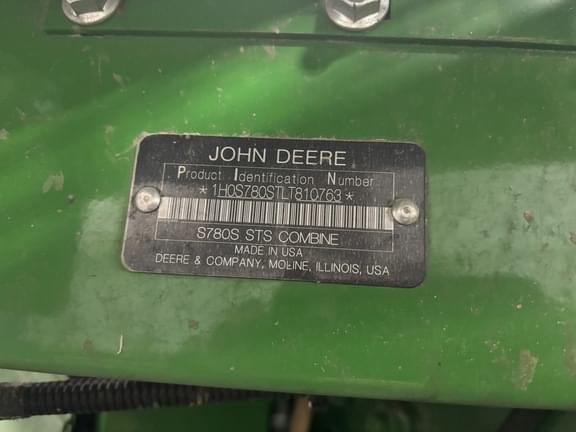 JOHN DEERE
Product Identification Number
*1H0S780STLT810763*
S780S STS COMBINE
MADE IN USA
DEERE & COMPANY, MOLINE, ILLINOIS, USA